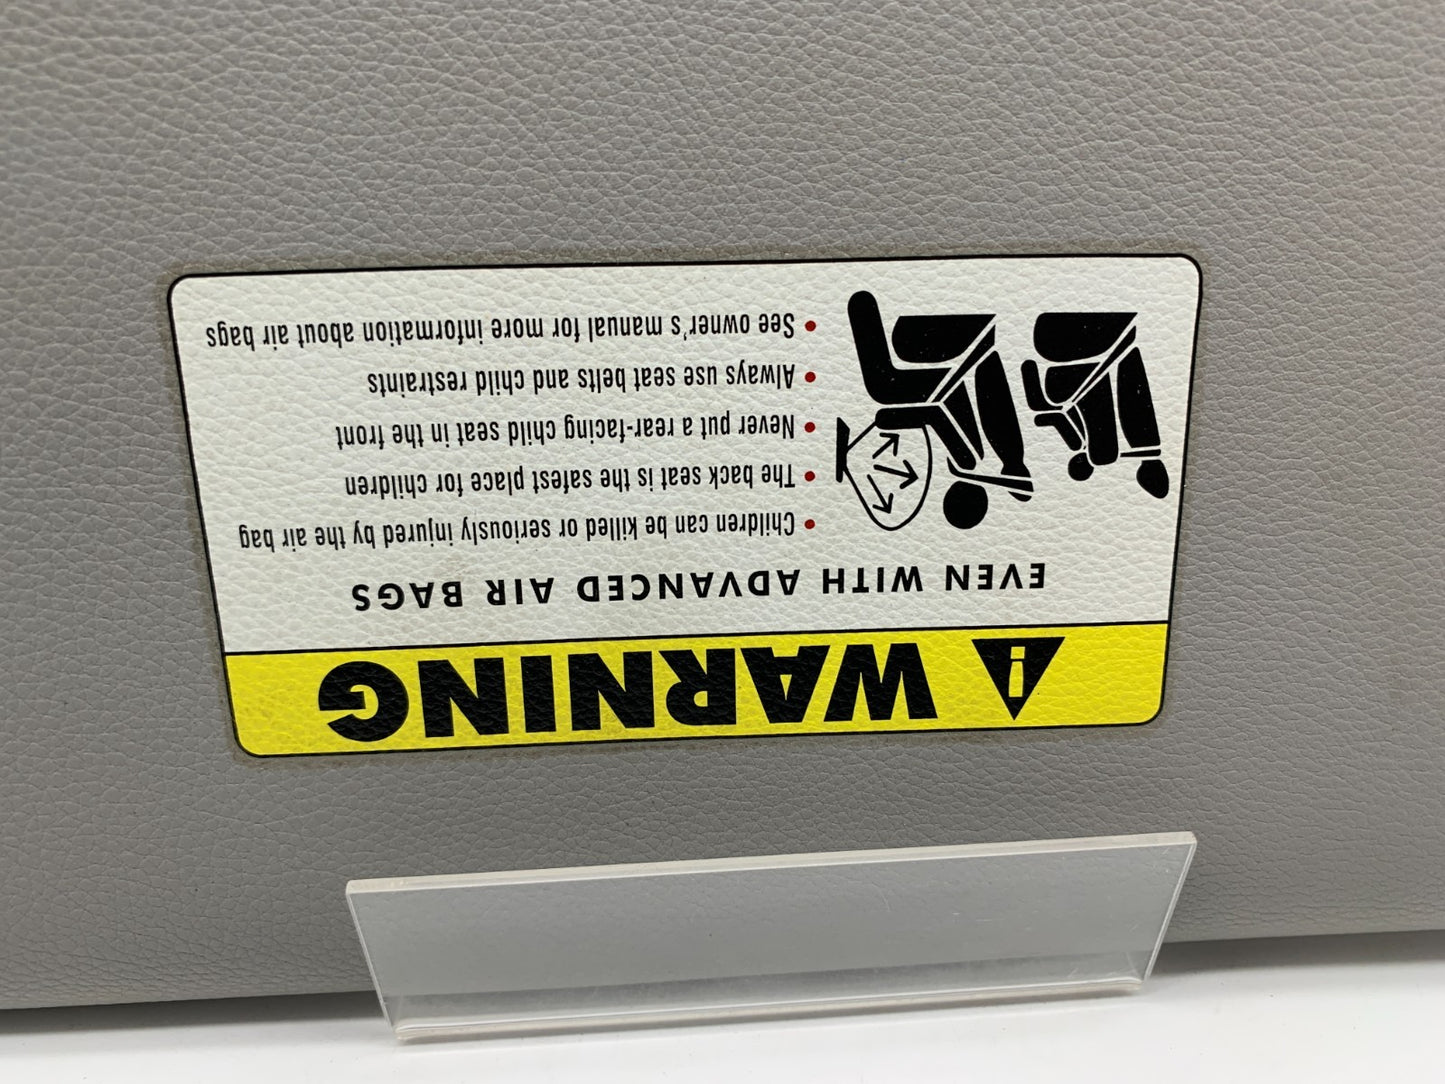 WARNING
EVEN WITH ADVANCED AIR BAGS
• Children can be killed or seriously injured by the air bag
• The back seat is the safest place for children
• Never put a rear-facing child seat in the front
• Always use seat belts and child restraints
• See owner's manual for more information about air bags